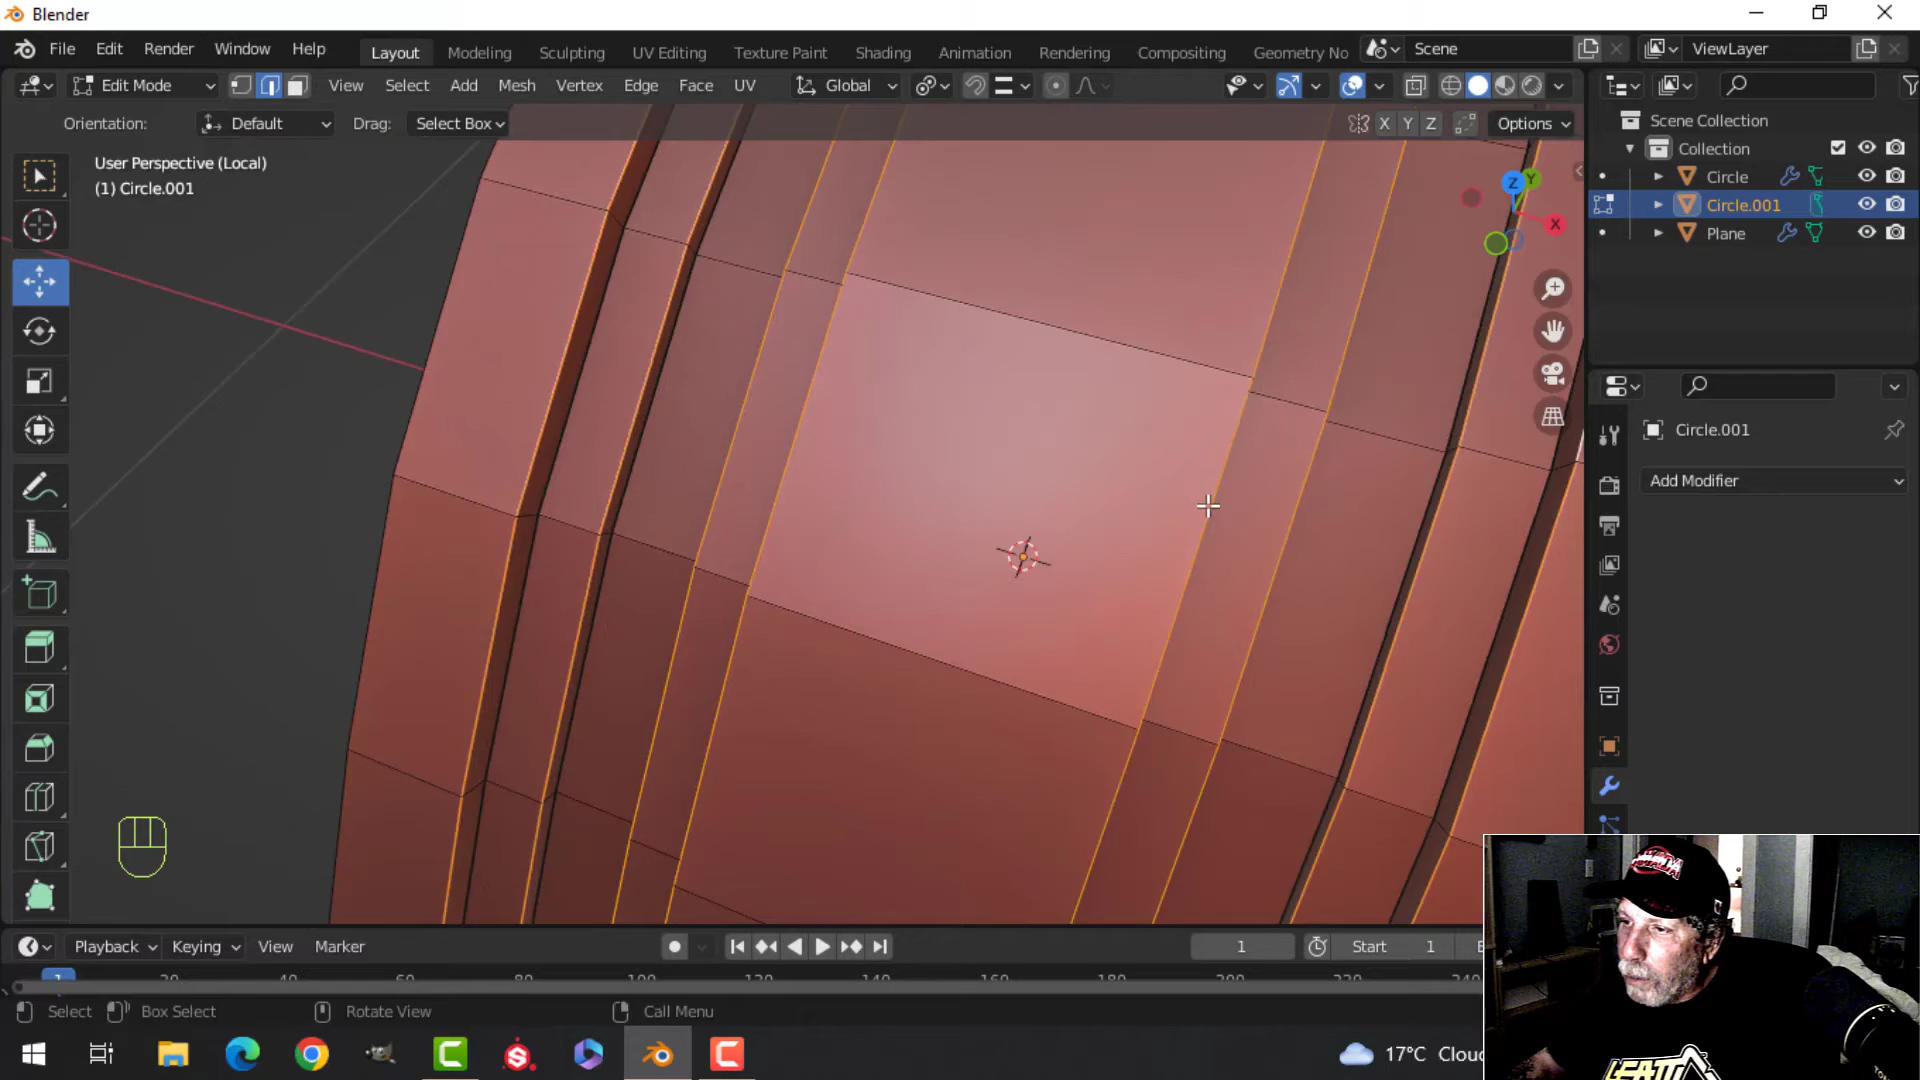 Blender
File Edit Render Window Help
Layout Modeling Sculpting UV Editing Texture Paint Shading Animation Rendering Compositing Geometry No
Scene
ViewLayer
Edit Mode View Select Add Mesh Vertex Edge Face UV
Global
Orientation: Default Drag: Select Box
X Y Z Options
User Perspective (Local)
(1) Circle.001
Z Y X
Scene Collection
Collection
Circle
Circle.001
Plane
Circle.001
Add Modifier
Playback Keying View Marker
1 Start 1
1 20 40 60 80 100 120 140 160 180 200 220 240
Select Box Select Rotate View Call Menu
17°C